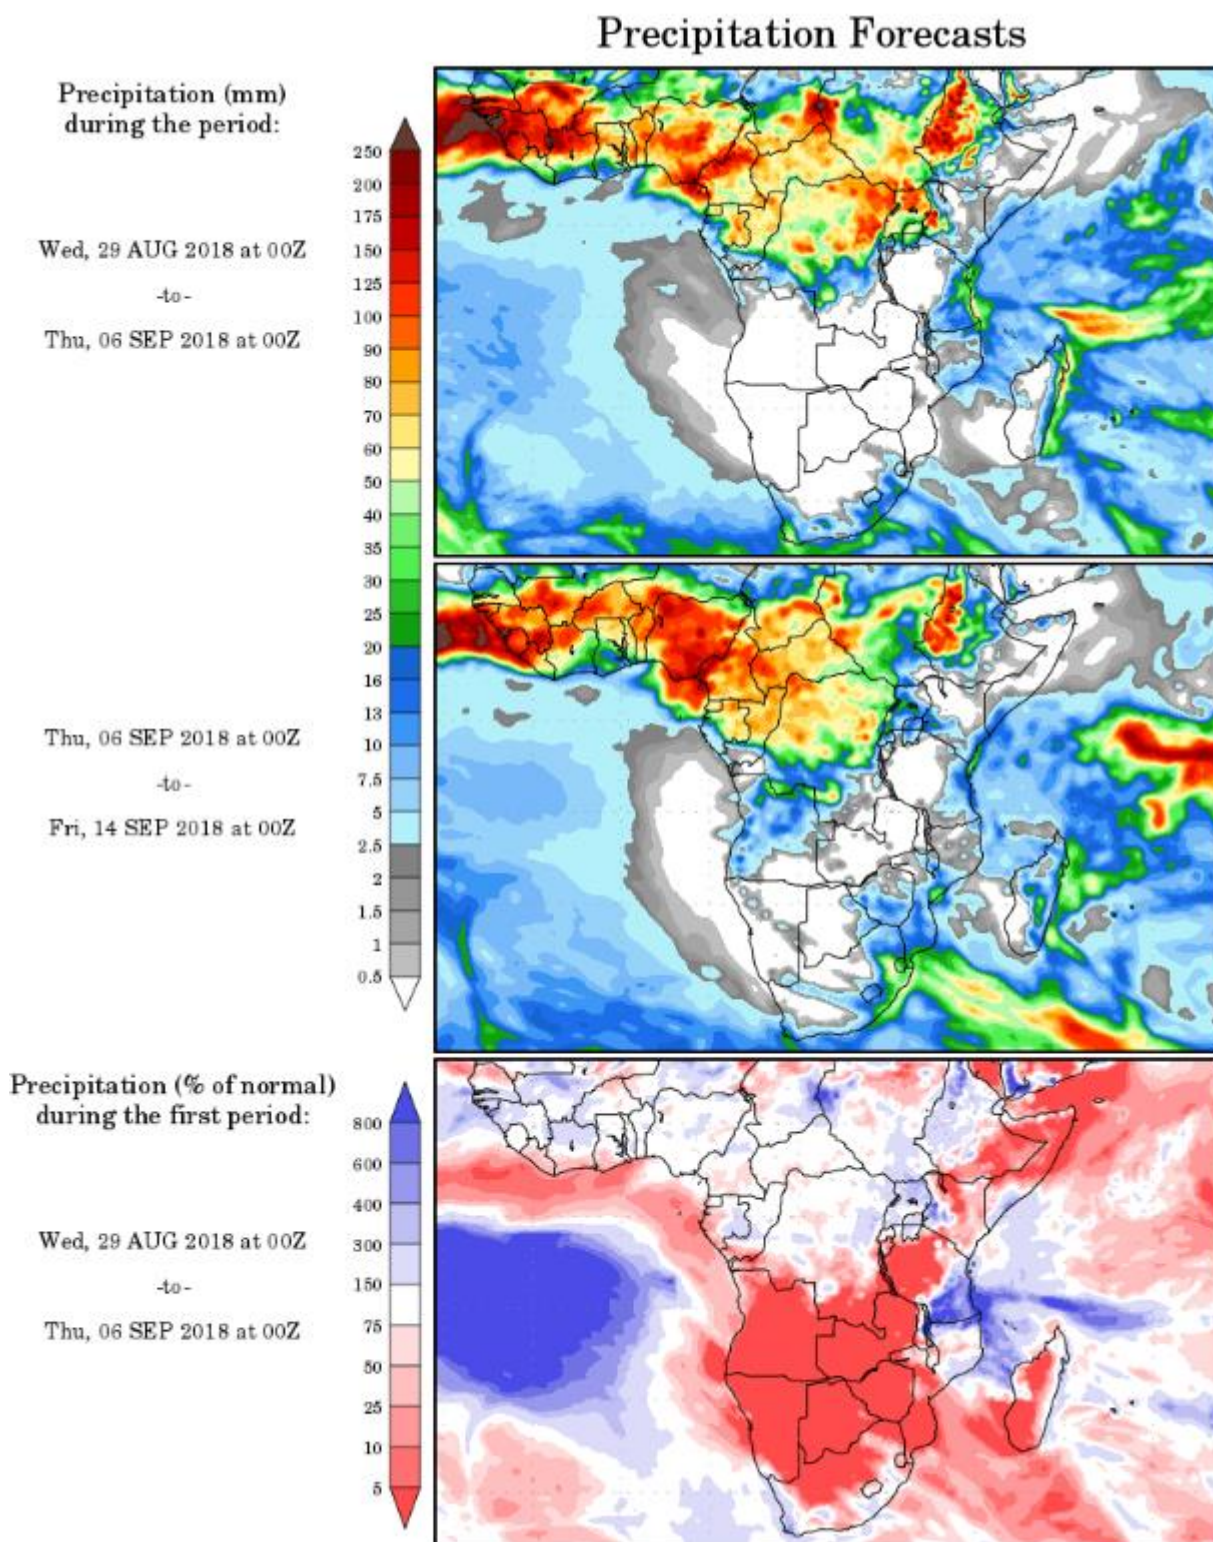 Precipitation Forecasts
Precipitation (mm)
during the period:
250
200
175
150
125
100
90
80
70
60
50
40
35
30
25
20
16
13
10
7.5
5
2.5
2
1.5
1
0.5
Wed, 29 AUG 2018 at 00Z
-to-
Thu, 06 SEP 2018 at 00Z
Thu, 06 SEP 2018 at 00Z
-to-
Fri, 14 SEP 2018 at 00Z
Precipitation (% of normal)
during the first period:
800
600
400
300
150
75
50
25
10
5
Wed, 29 AUG 2018 at 00Z
-to-
Thu, 06 SEP 2018 at 00Z